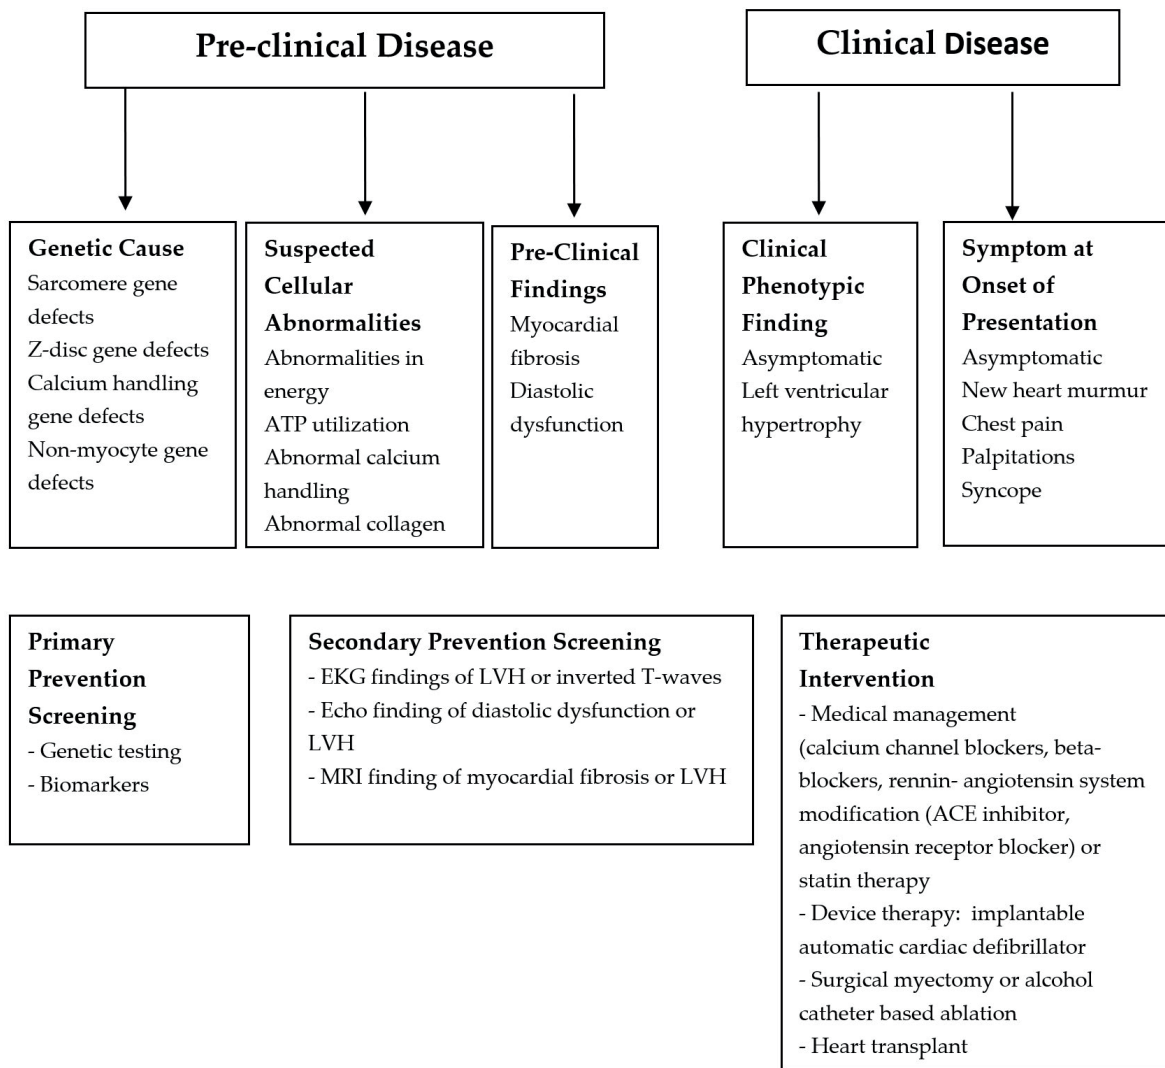 Pre-clinical Disease
Clinical Disease
Genetic Cause
Sarcomere gene
defects
Z-disc gene defects
Calcium handling
gene defects
Non-myocyte gene
defects
Suspected
Cellular
Abnormalities
Abnormalities in
energy
ATP utilization
Abnormal calcium
handling
Abnormal collagen
Pre-Clinical
Findings
Myocardial
fibrosis
Diastolic
dysfunction
Clinical
Phenotypic
Finding
Asymptomatic
Left ventricular
hypertrophy
Symptom at
Onset of
Presentation
Asymptomatic
New heart murmur
Chest pain
Palpitations
Syncope
Primary
Prevention
Screening
- Genetic testing
- Biomarkers
Secondary Prevention Screening
- EKG findings of LVH or inverted T-waves
- Echo finding of diastolic dysfunction or
LVH
- MRI finding of myocardial fibrosis or LVH
Therapeutic
Intervention
- Medical management
(calcium channel blockers, beta-
blockers, rennin- angiotensin system
modification (ACE inhibitor,
angiotensin receptor blocker) or
statin therapy
- Device therapy:  implantable
automatic cardiac defibrillator
- Surgical myectomy or alcohol
catheter based ablation
- Heart transplant